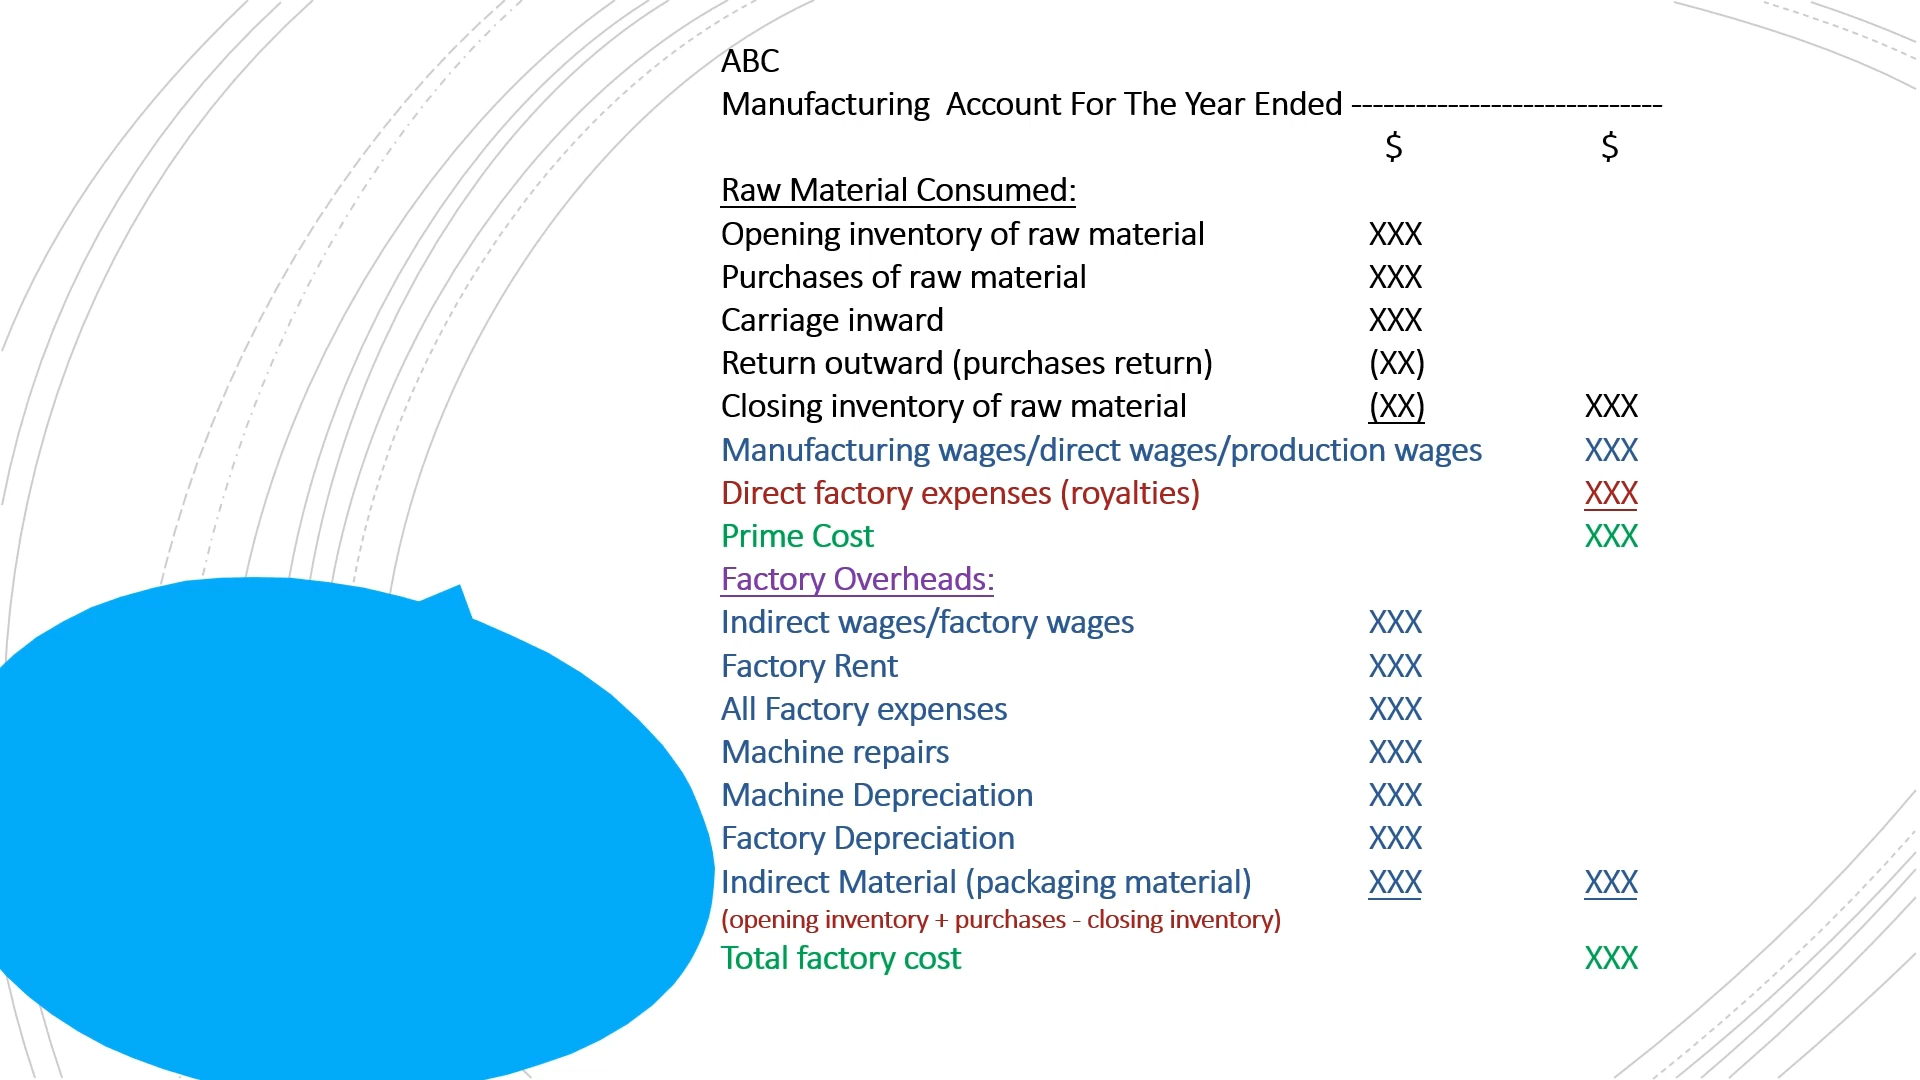 ABC
Manufacturing Account For The Year Ended -----------------------------
$ $
Raw Material Consumed:
Opening inventory of raw material XXX
Purchases of raw material XXX
Carriage inward XXX
Return outward (purchases return) (XX)
Closing inventory of raw material (XX) XXX
Manufacturing wages/direct wages/production wages XXX
Direct factory expenses (royalties) XXX
Prime Cost XXX
Factory Overheads:
Indirect wages/factory wages XXX
Factory Rent XXX
All Factory expenses XXX
Machine repairs XXX
Machine Depreciation XXX
Factory Depreciation XXX
Indirect Material (packaging material) XXX XXX
(opening inventory + purchases - closing inventory)
Total factory cost XXX